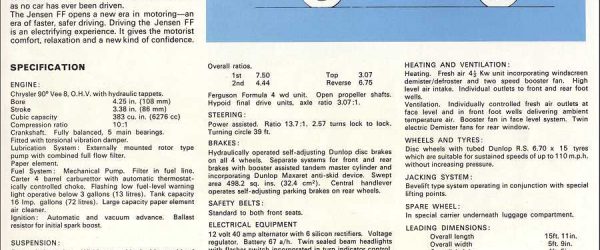 as no car has ever been driven.
The Jensen FF opens a new era in motoring—an
era of faster, safer driving. Driving the Jensen FF
is an electrifying experience. It gives the motorist
comfort, relaxation and a new kind of confidence.
SPECIFICATION
ENGINE:
Chrysler 90° Vee 8, O.H.V. with hydraulic tappets.
Bore 4.25 in. (108 mm)
Stroke 3.38 in. (86 mm)
Cubic capacity 383 cu. in. (6276 cc)
Compression ratio 10:1
Crankshaft. Fully balanced, 5 main bearings.
Fitted with torsional vibration damper.
Lubrication System: Externally mounted rotor type
pump with combined full flow filter.
Paper element.
Fuel System: Mechanical Pump. Filter in fuel line.
Carter 4 barrel carburettor with automatic thermostat-
ically controlled choke. Flashing low fuel-level warning
light operative below 3 gallons (13 litres). Tank capacity
16 Imp. gallons (72 litres). Large capacity paper element
air cleaner.
Ignition: Automatic and vacuum advance. Ballast
resistor for initial spark boost.
SUSPENSION:
Overall ratios.
1st 7.50 Top 3.07
2nd 4.44 Reverse 6.75
Ferguson Formula 4 wd unit. Open propeller shafts.
Hypoid final drive units, axle ratio 3.07:1.
STEERING:
Power assisted. Ratio 13.7:1. 2.57 turns lock to lock.
Turning circle 39 ft.
BRAKES:
Hydraulically operated self-adjusting Dunlop disc brakes
on all 4 wheels. Separate systems for front and rear
brakes with booster assisted tandem master cylinder and
incorporating Dunlop Maxaret anti-skid device. Swept
area 498.2 sq. ins. (32.4 cm²). Central handlever
operates self-adjusting parking brakes on rear wheels.
SAFETY BELTS:
Standard to both front seats.
ELECTRICAL EQUIPMENT
12 volt 40 amp alternator with 6 silicon rectifiers. Voltage
regulator. Battery 67 a/h. Twin sealed beam headlights
with flasher switch incorporated in turn indicator control
HEATING AND VENTILATION:
Heating. Fresh air 4½ Kw unit incorporating windscreen
demister/defroster and two speed booster fan. High
level air intake. Individual outlets to front and rear foot
wells.
Ventilation. Individually controlled fresh air outlets at
face level and in front foot wells delivering ambient
temperature air. Booster fan in face level system. Twin
electric Demister fans for rear window.
WHEELS AND TYRES:
Disc wheels with tubed Dunlop R.S. 6.70 x 15 tyres
which are suitable for sustained speeds of up to 110 m.p.h.
without increasing pressure.
JACKING SYSTEM:
Bevelift type system operating in conjunction with special
lifting points.
SPARE WHEEL:
In special carrier underneath luggage compartment.
LEADING DIMENSIONS:
Overall length 15ft. 11in.
Overall width 5ft. 9in.